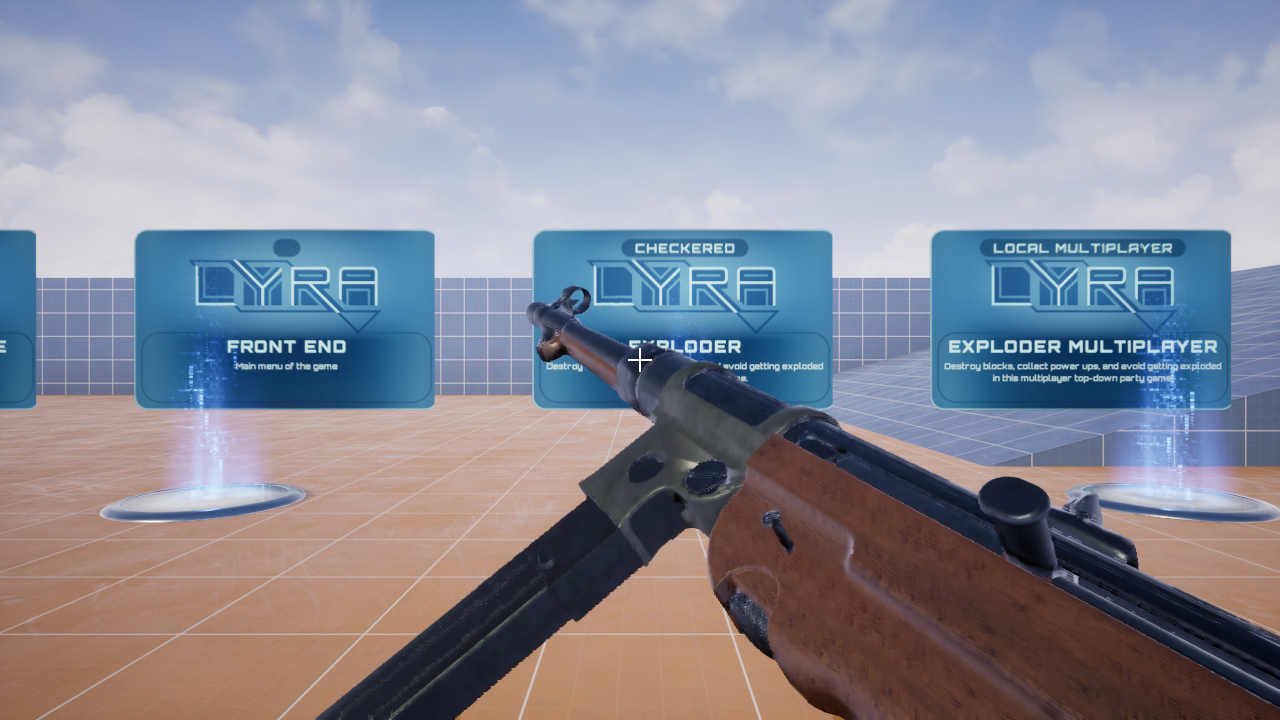 E
LYRA
FRONT END
Main menu of the game
CHECKERED
LYRA
EXPLODER
Destroy avoid getting exploded
LOCAL MULTIPLAYER
LYRA
EXPLODER MULTIPLAYER
Destroy blocks, collect power ups, and avoid getting exploded
in this multiplayer top-down party game.